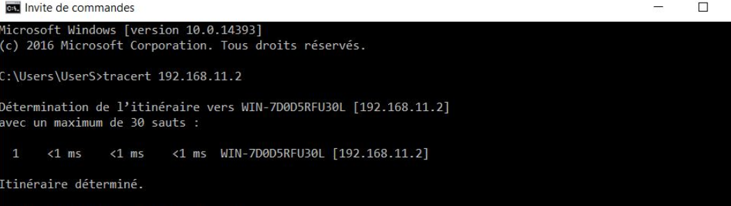 Invite de commandes
Microsoft Windows [version 10.0.14393]
(c) 2016 Microsoft Corporation. Tous droits réservés.
C:\Users\UserS>tracert 192.168.11.2
Détermination de l’itinéraire vers WIN-7D0D5RFU30L [192.168.11.2]
avec un maximum de 30 sauts :
1 <1 ms <1 ms <1 ms WIN-7D0D5RFU30L [192.168.11.2]
Itinéraire déterminé.